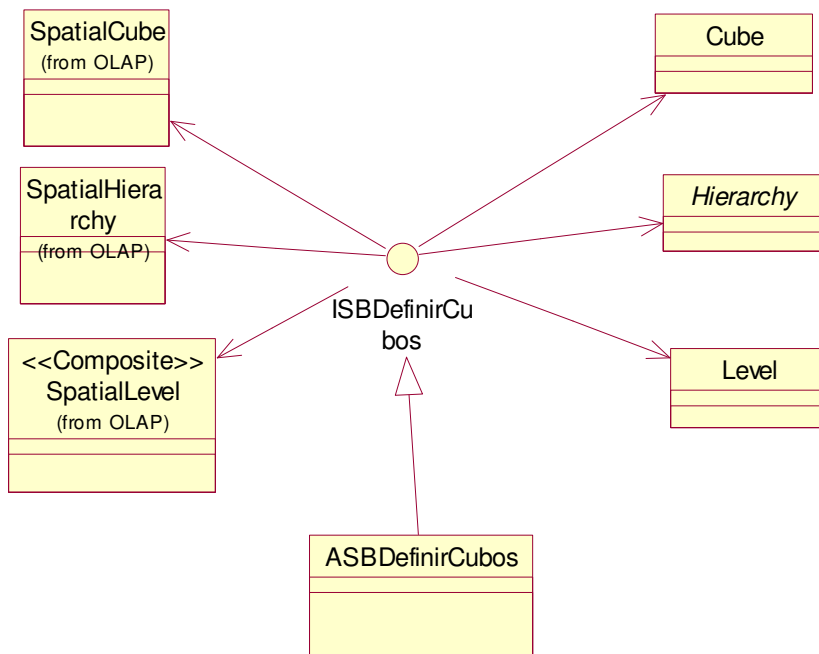 SpatialCube
(from OLAP)
Cube
SpatialHiera
rchy
(from OLAP)
Hierarchy
ISBDefinirCu
bos
<<Composite>>
SpatialLevel
(from OLAP)
Level
ASBDefinirCubos